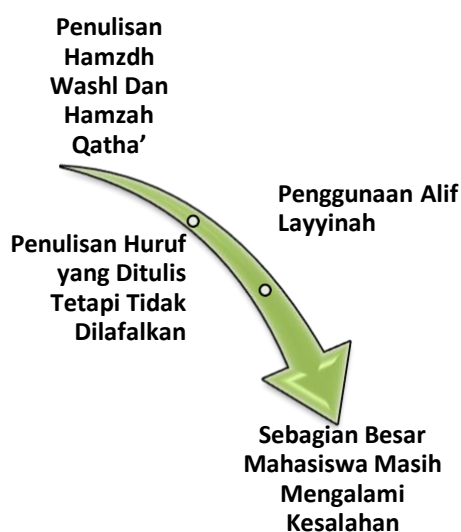 Penulisan
Hamzdh
Washl Dan
Hamzah
Qatha’
Penulisan Huruf
yang Ditulis
Tetapi Tidak
Dilafalkan
Penggunaan Alif
Layyinah
Sebagian Besar
Mahasiswa Masih
Mengalami
Kesalahan